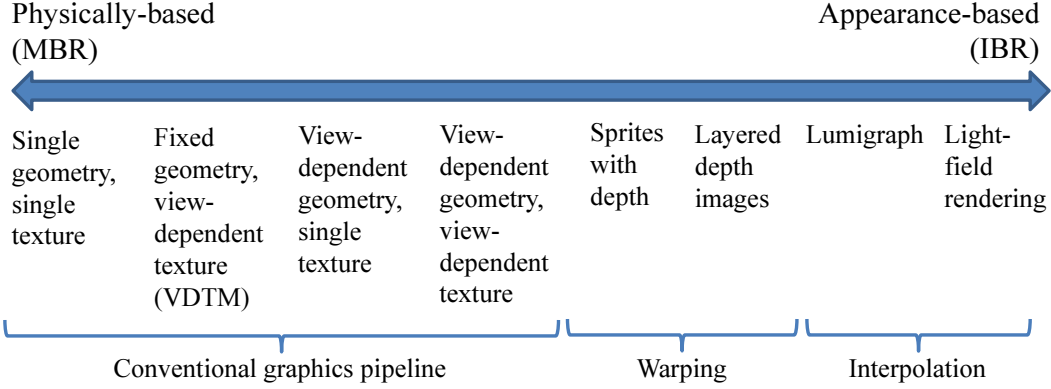 Physically-based
(MBR)
Appearance-based
(IBR)
Single
geometry,
single
texture
Fixed
geometry,
view-
dependent
texture
(VDTM)
View-
dependent
geometry,
single
texture
View-
dependent
geometry,
view-
dependent
texture
Sprites
with
depth
Layered
depth
images
Lumigraph
Light-
field
rendering
Conventional graphics pipeline
Warping
Interpolation